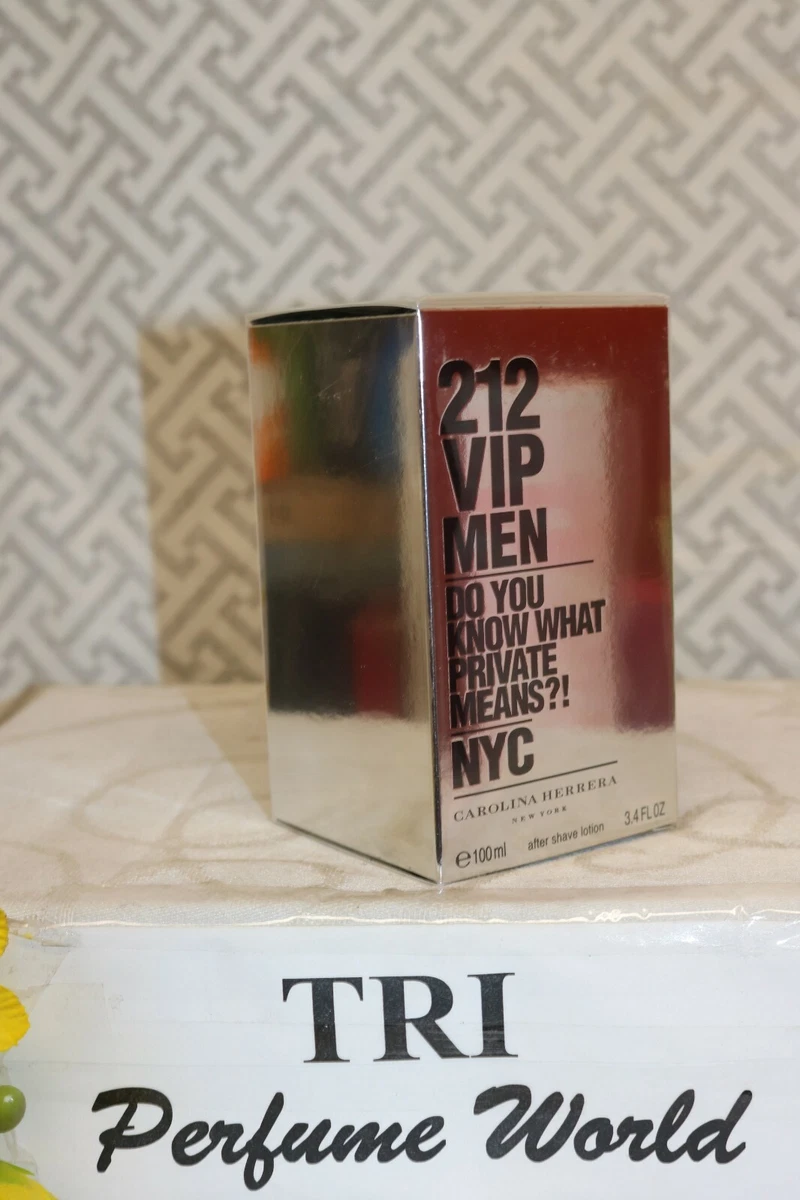 212
VIP
MEN
DO YOU
KNOW WHAT
PRIVATE
MEANS?!
NYC
CAROLINA HERRERA
NEW YORK
℮100ml after shave lotion 3.4 FL OZ
TRI
Perfume World